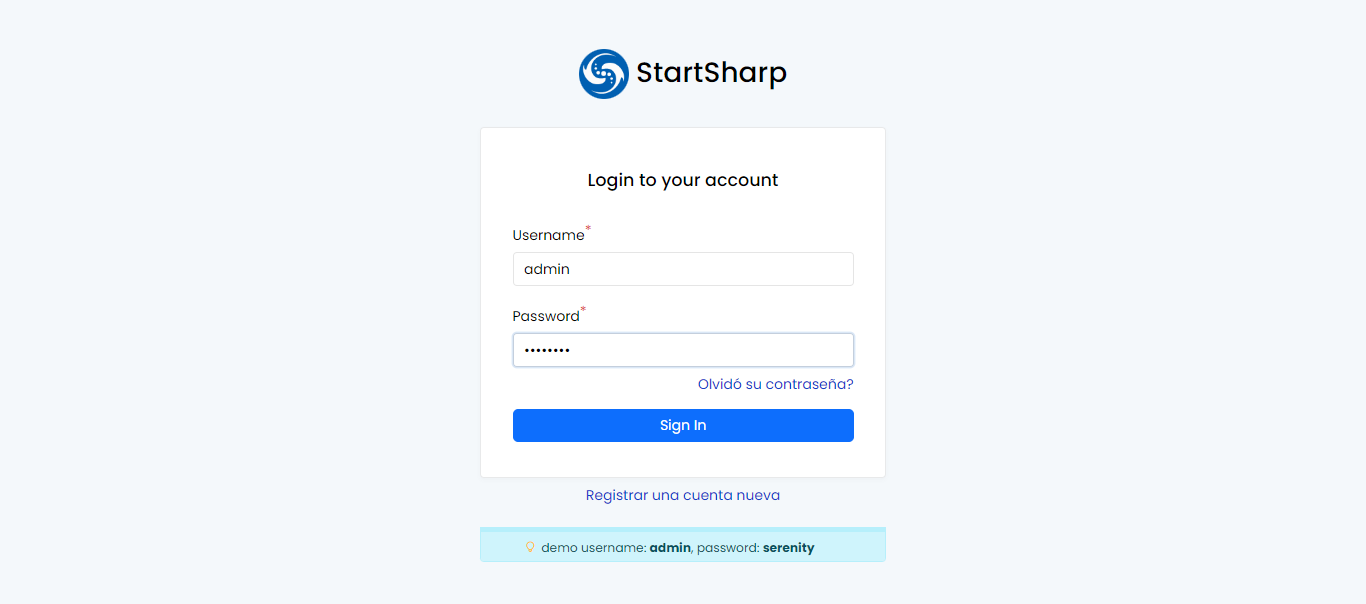 StartSharp
Login to your account
Username*
admin
Password*
••••••••
Olvidó su contraseña?
Sign In
Registrar una cuenta nueva
demo username: admin, password: serenity